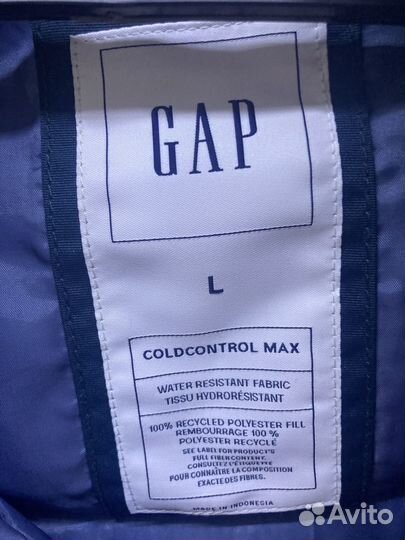 GAP
L
COLDCONTROL MAX
WATER RESISTANT FABRIC
TISSU HYDRORÉSISTANT
100% RECYCLED POLYESTER FILL
REMBOURRAGE 100 %
POLYESTER RECYCLÉ
SEE LABEL FOR PRODUCT'S
FULL FIBER CONTENT.
CONSULTEZ L'ÉTIQUETTE
POUR CONNAÎTRE LA COMPOSITION
EXACTE DES FIBRES.
MADE IN INDONESIA
Avito